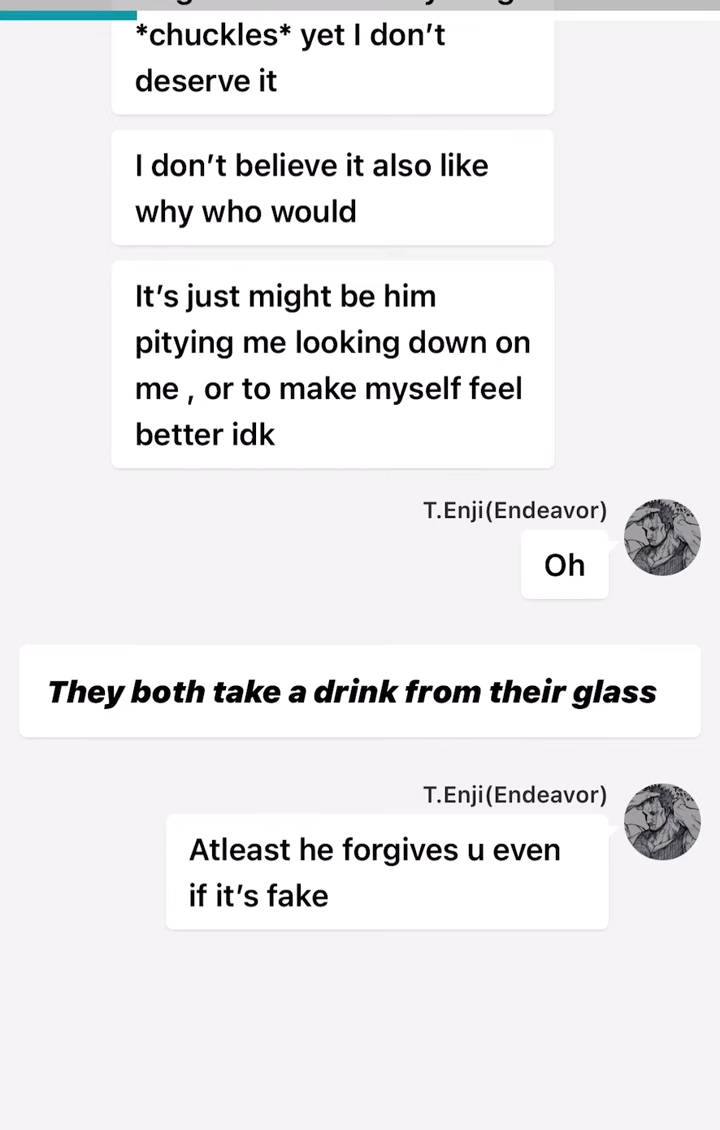 *chuckles* yet I don't
deserve it
I don't believe it also like
why who would
It's just might be him
pitying me looking down on
me , or to make myself feel
better idk
T.Enji(Endeavor)
Oh
They both take a drink from their glass
T.Enji(Endeavor)
Atleast he forgives u even
if it's fake